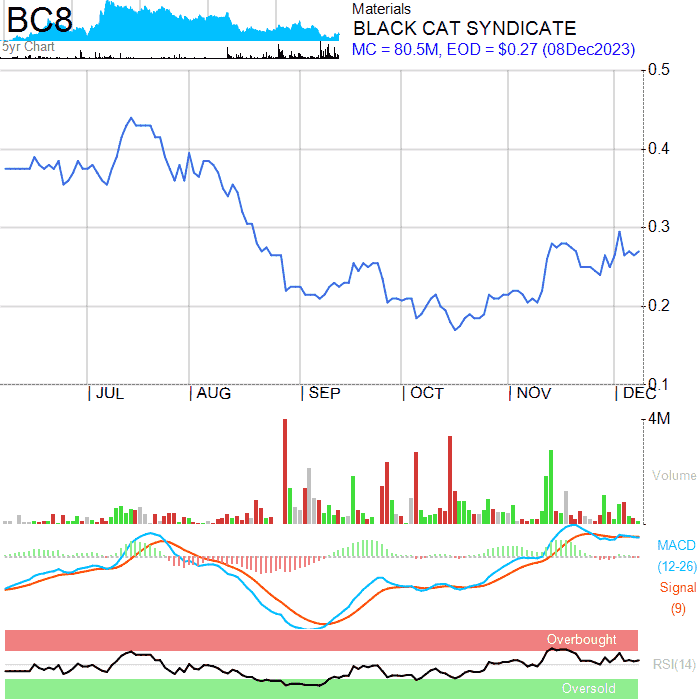 BC8
5yr Chart
Materials
BLACK CAT SYNDICATE
MC = 80.5M, EOD = $0.27 (08Dec2023)
0.5
0.4
0.3
0.2
0.1
JUL
AUG
SEP
OCT
NOV
DEC
4M
Volume
MACD
(12-26)
Signal
(9)
Overbought
RSI(14)
Oversold